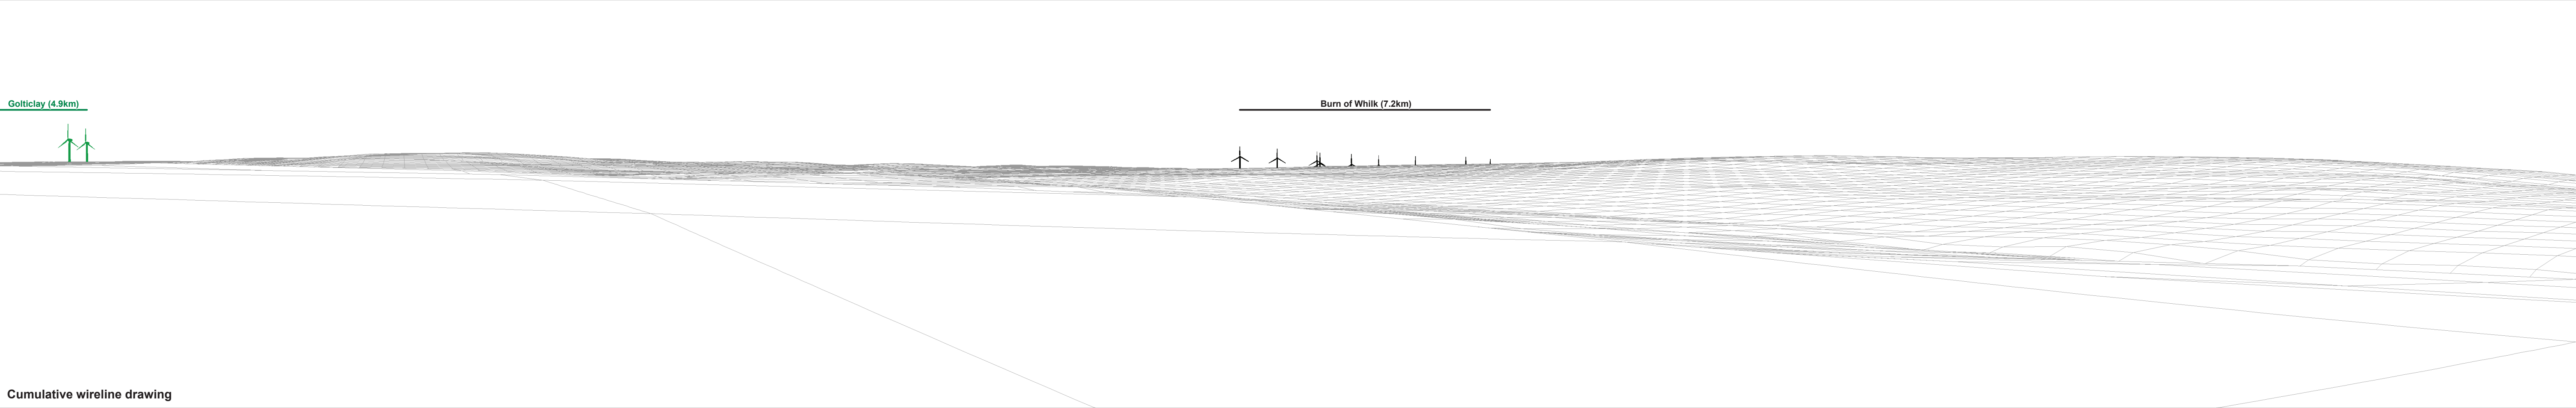 Golticlay (4.9km)
Burn of Whilk (7.2km)
Cumulative wireline drawing